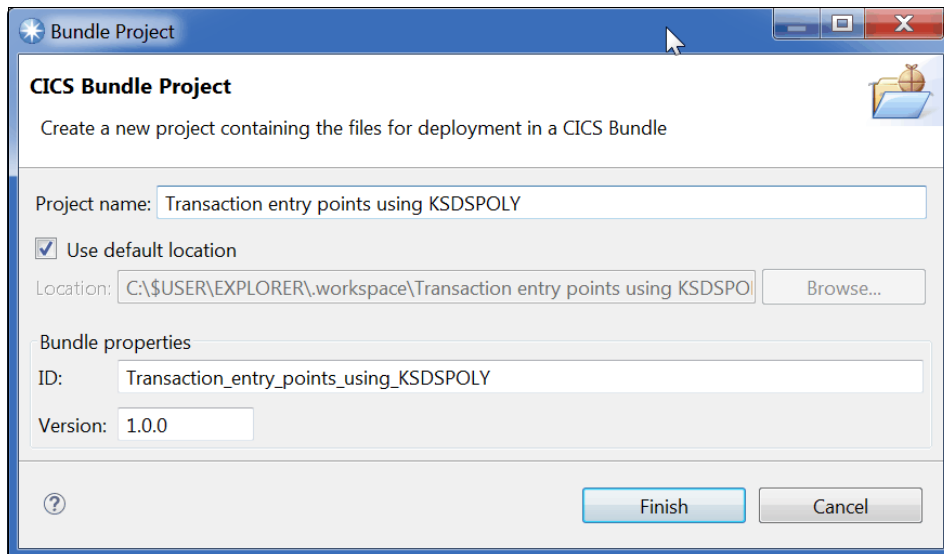 Bundle Project
CICS Bundle Project
Create a new project containing the files for deployment in a CICS Bundle
Project name: Transaction entry points using KSDSPOLY
Use default location
Location: C:\$USER\EXPLORER\.workspace\Transaction entry points using KSDSPO Browse...
Bundle properties
ID: Transaction_entry_points_using_KSDSPOLY
Version: 1.0.0
? Finish Cancel